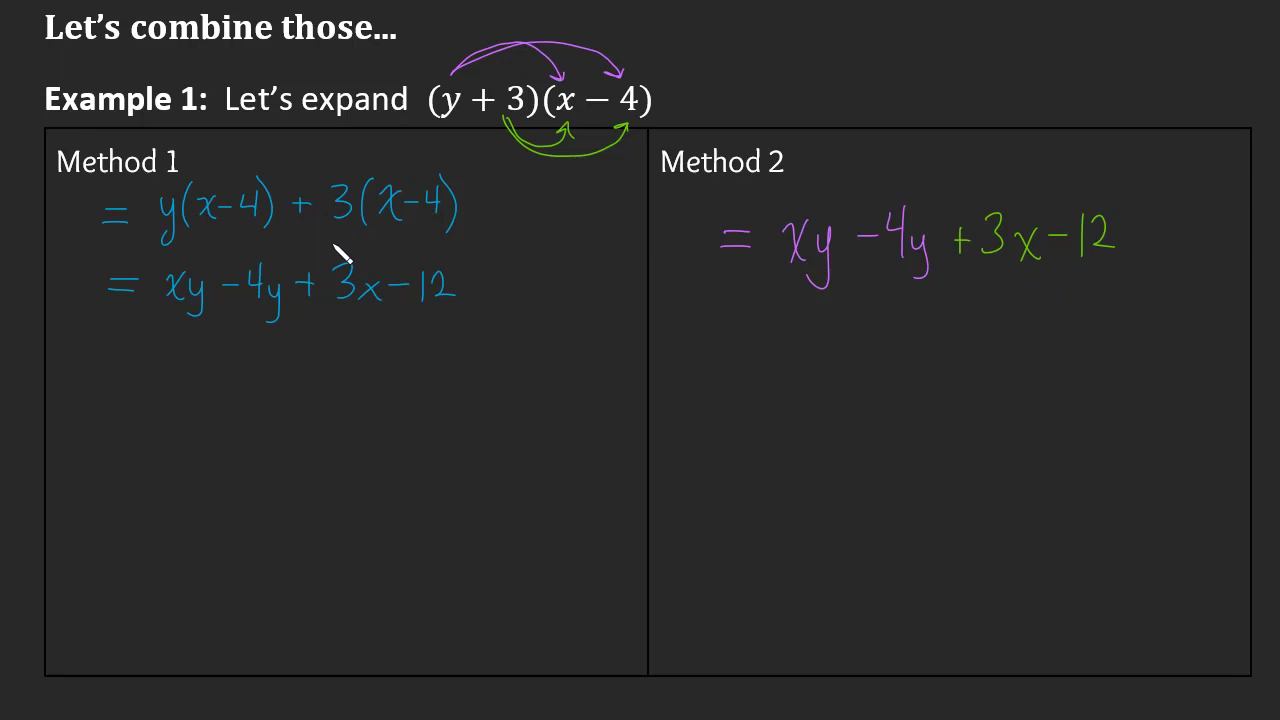 Let's combine those...
Example 1: Let's expand (y + 3)(x − 4)
Method 1
= y(x-4) + 3(x-4)
= xy -4y + 3x -12
Method 2
= xy -4y +3x -12